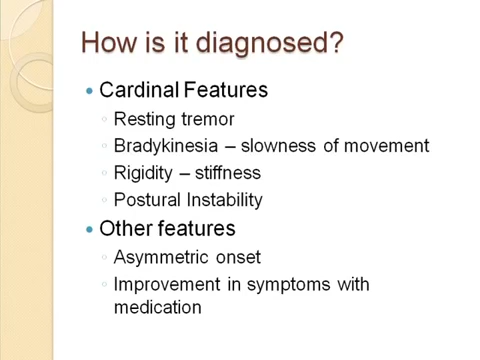 How is it diagnosed?
• Cardinal Features
◦ Resting tremor
◦ Bradykinesia – slowness of movement
◦ Rigidity – stiffness
◦ Postural Instability
• Other features
◦ Asymmetric onset
◦ Improvement in symptoms with
medication